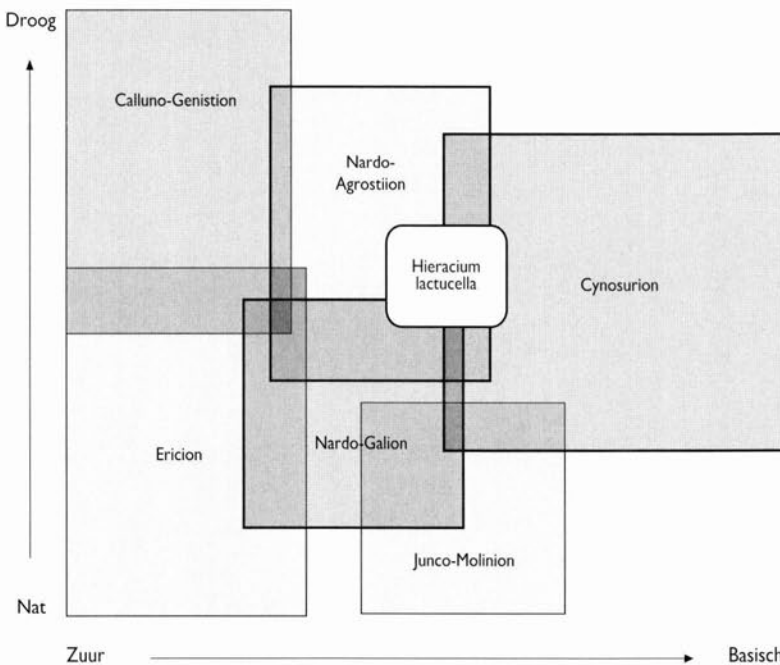 Droog
Calluno-Genistion
Nardo-
Agrostiion
Hieracium
lactucella
Cynosurion
Ericion
Nardo-Galion
Junco-Molinion
Nat
Zuur
Basisch